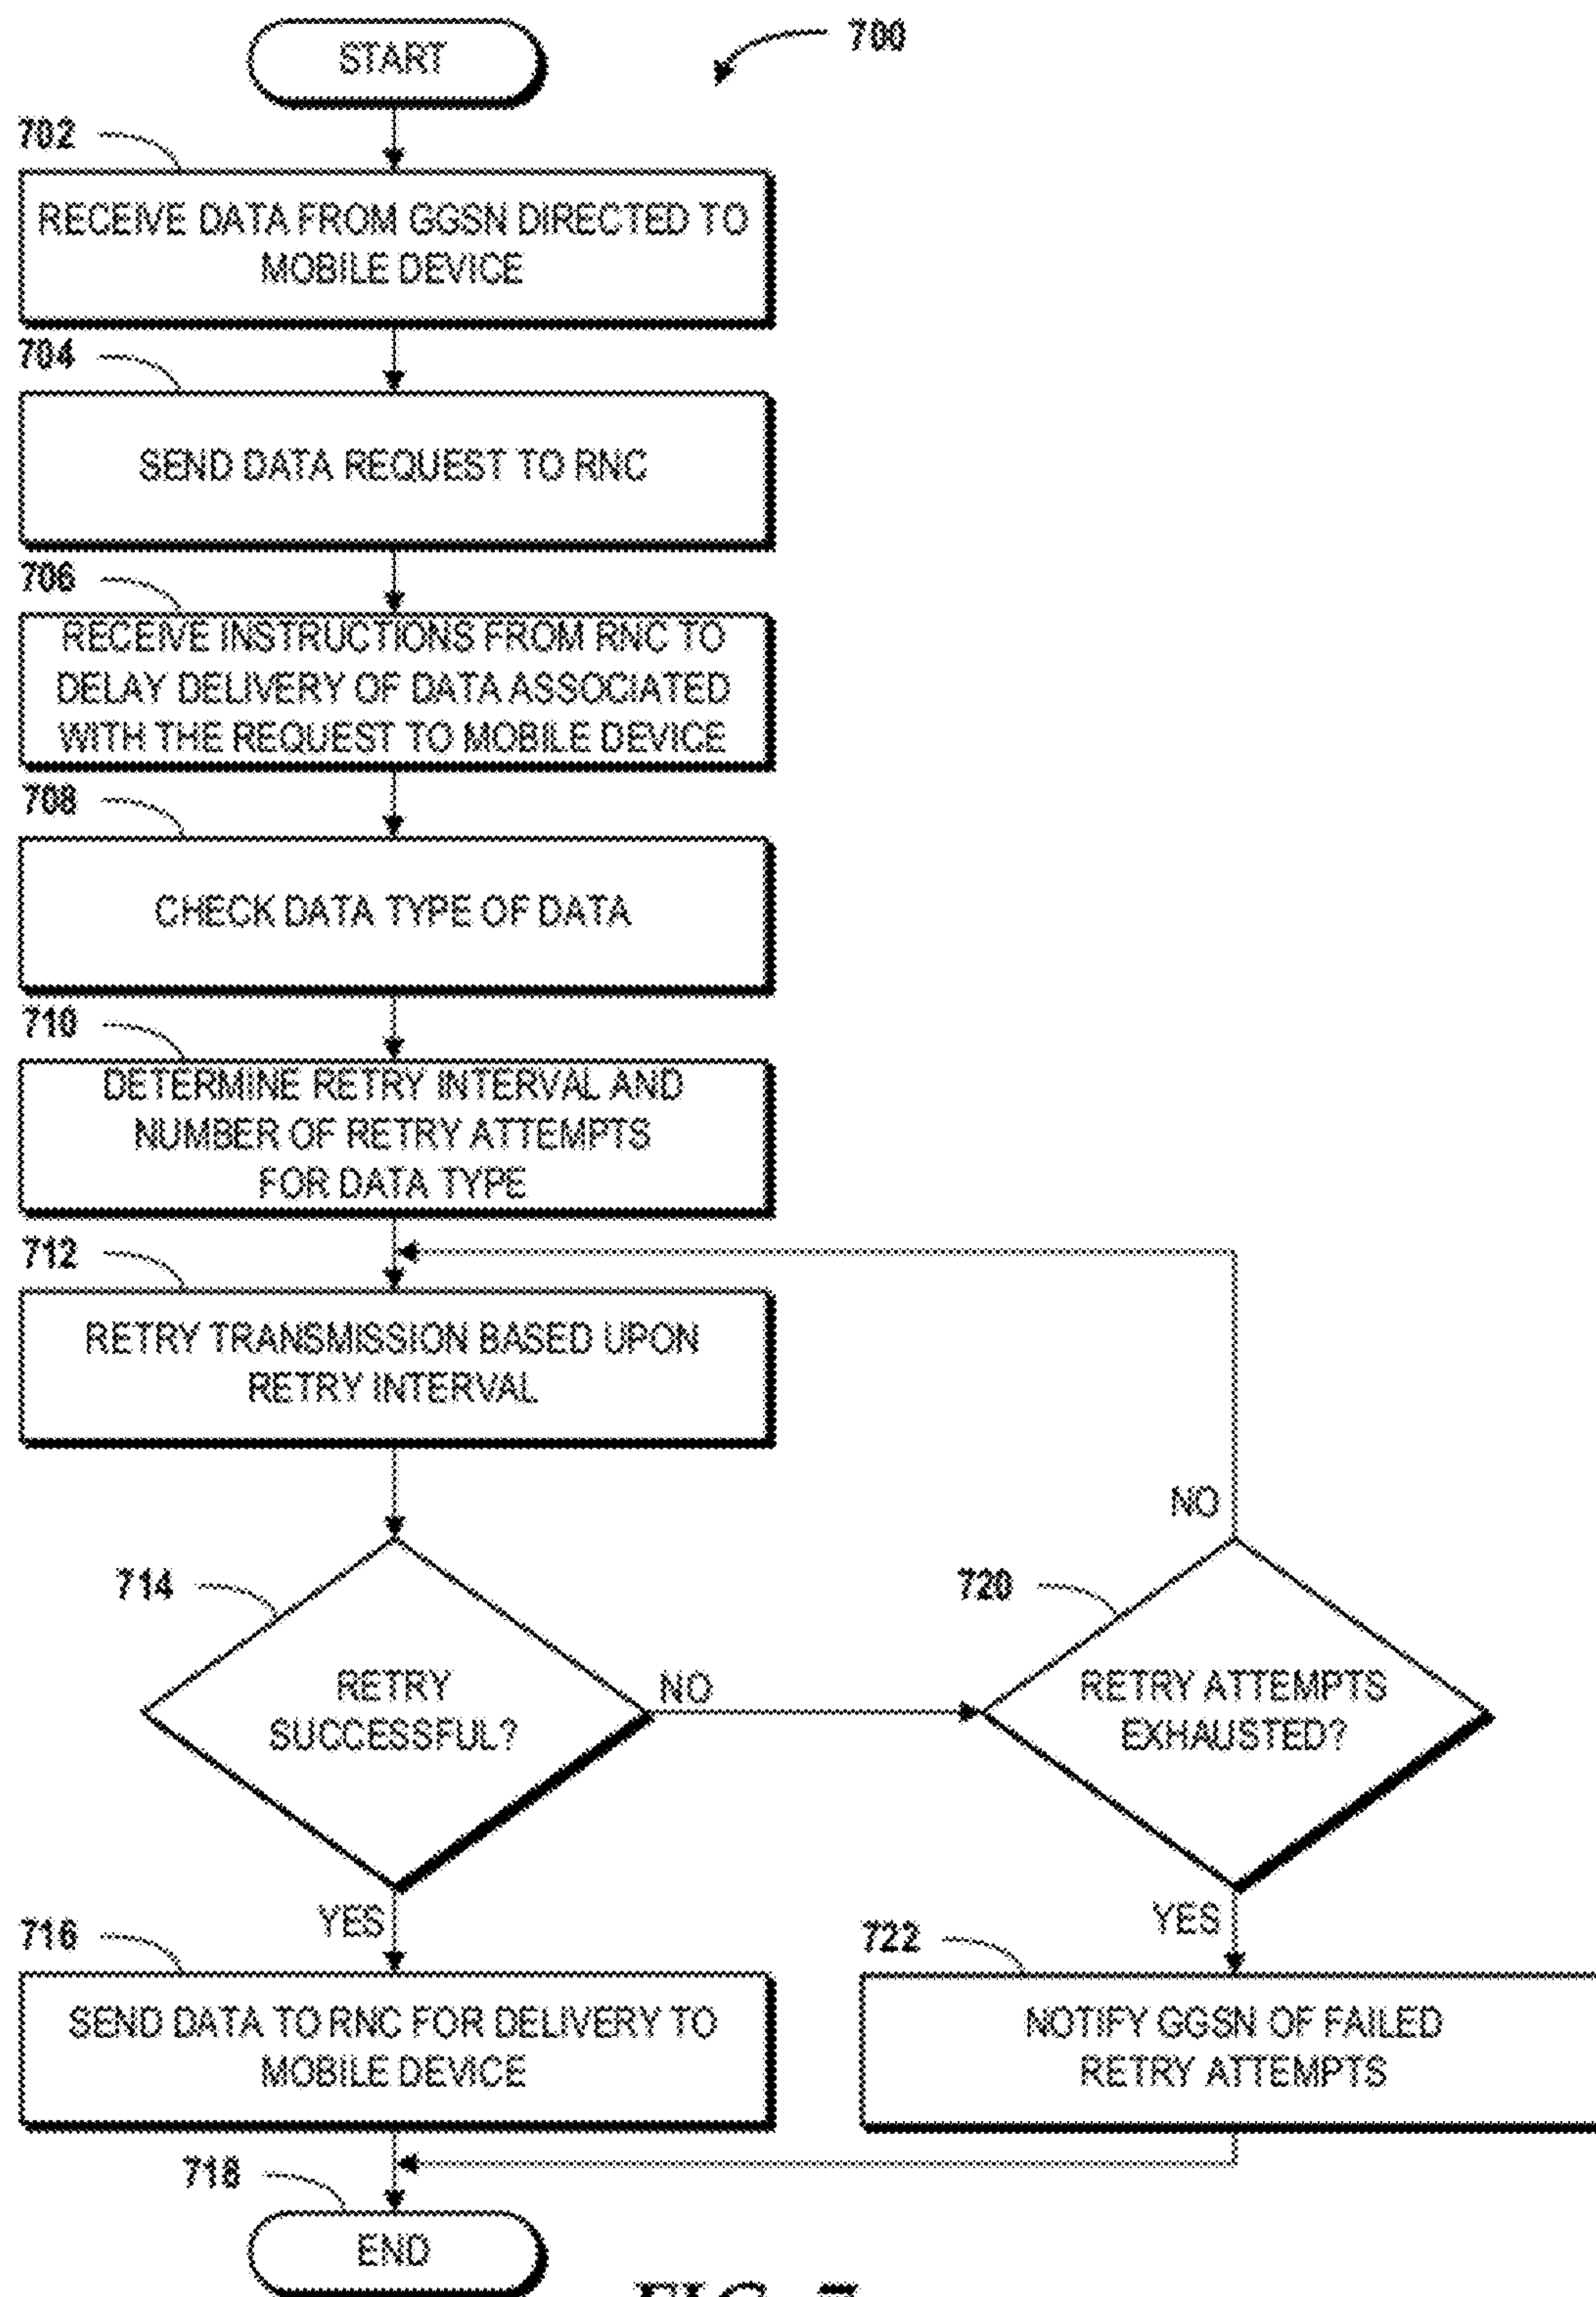 START
700
702
RECEIVE DATA FROM GGSN DIRECTED TO
MOBILE DEVICE
704
SEND DATA REQUEST TO RNC
706
RECEIVE INSTRUCTIONS FROM RNC TO
DELAY DELIVERY OF DATA ASSOCIATED
WITH THE REQUEST TO MOBILE DEVICE
708
CHECK DATA TYPE OF DATA
710
DETERMINE RETRY INTERVAL AND
NUMBER OF RETRY ATTEMPTS
FOR DATA TYPE
712
RETRY TRANSMISSION BASED UPON
RETRY INTERVAL
714
RETRY
SUCCESSFUL?
NO
720
RETRY ATTEMPTS
EXHAUSTED?
NO
YES
716
SEND DATA TO RNC FOR DELIVERY TO
MOBILE DEVICE
YES
722
NOTIFY GGSN OF FAILED
RETRY ATTEMPTS
718
END